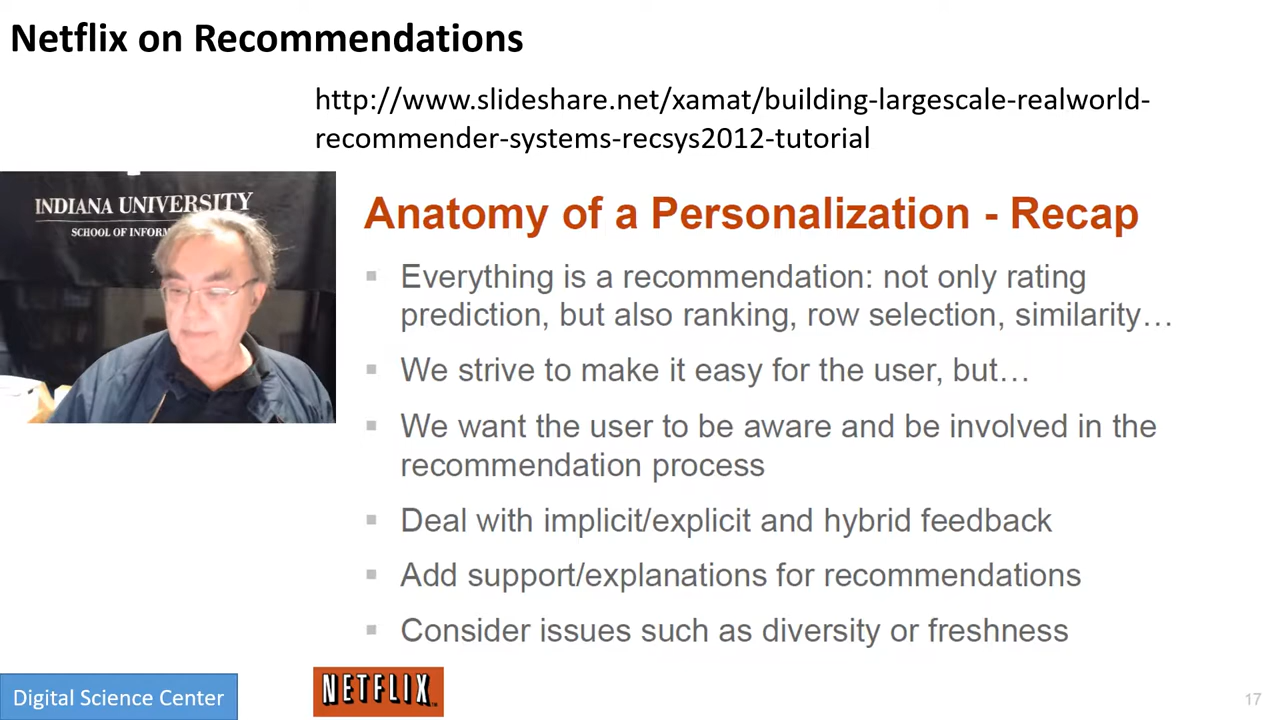 Netflix on Recommendations
http://www.slideshare.net/xamat/building-largescale-realworld-
recommender-systems-recsys2012-tutorial
INDIANA UNIVERSITY
SCHOOL OF
Anatomy of a Personalization - Recap
▪ Everything is a recommendation: not only rating
prediction, but also ranking, row selection, similarity…
▪ We strive to make it easy for the user, but…
▪ We want the user to be aware and be involved in the
recommendation process
▪ Deal with implicit/explicit and hybrid feedback
▪ Add support/explanations for recommendations
▪ Consider issues such as diversity or freshness
Digital Science Center
NETFLIX
17